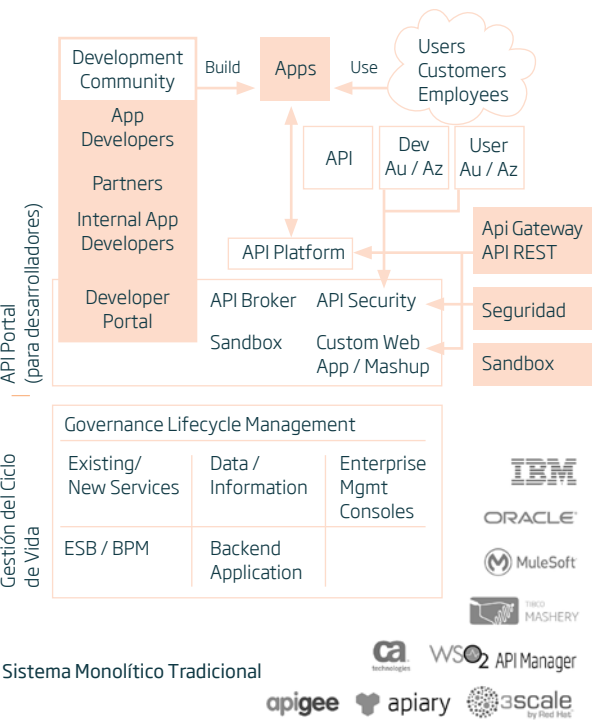 Development
Community
Build
Apps
Use
Users
Customers
Employees
App
Developers
Partners
Internal App
Developers
Developer
Portal
API
Dev
Au / Az
User
Au / Az
API Platform
Api Gateway
API REST
API Broker
API Security
Seguridad
Sandbox
Custom Web
App / Mashup
Sandbox
API Portal
(para desarrolladores)
Governance Lifecycle Management
Existing/
New Services
Data /
Information
Enterprise
Mgmt
Consoles
ESB / BPM
Backend
Application
Gestión del Ciclo
de Vida
IBM
ORACLE
MuleSoft
TIBCO
MASHERY
ca
technologies
WSO2 API Manager
Sistema Monolítico Tradicional
apigee
apiary
3scale
by Red Hat